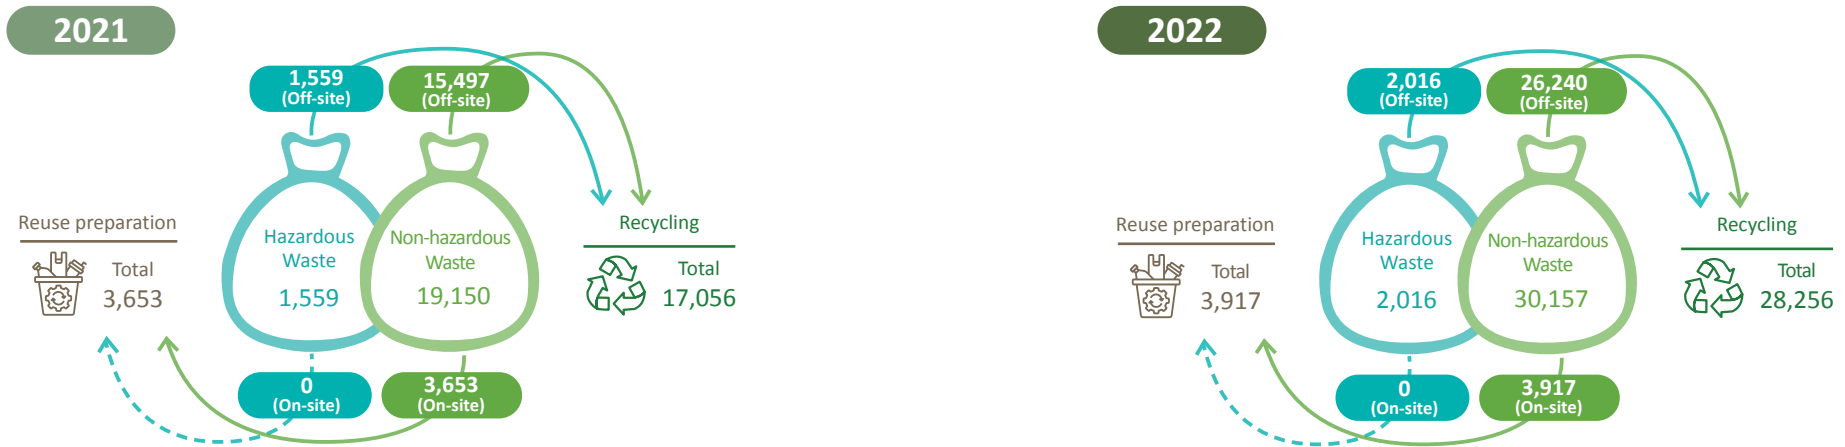 2021
1,559
(Off-site)
15,497
(Off-site)
Reuse preparation
Total
3,653
Hazardous
Waste
1,559
Non-hazardous
Waste
19,150
Recycling
Total
17,056
0
(On-site)
3,653
(On-site)
2022
2,016
(Off-site)
26,240
(Off-site)
Reuse preparation
Total
3,917
Hazardous
Waste
2,016
Non-hazardous
Waste
30,157
Recycling
Total
28,256
0
(On-site)
3,917
(On-site)